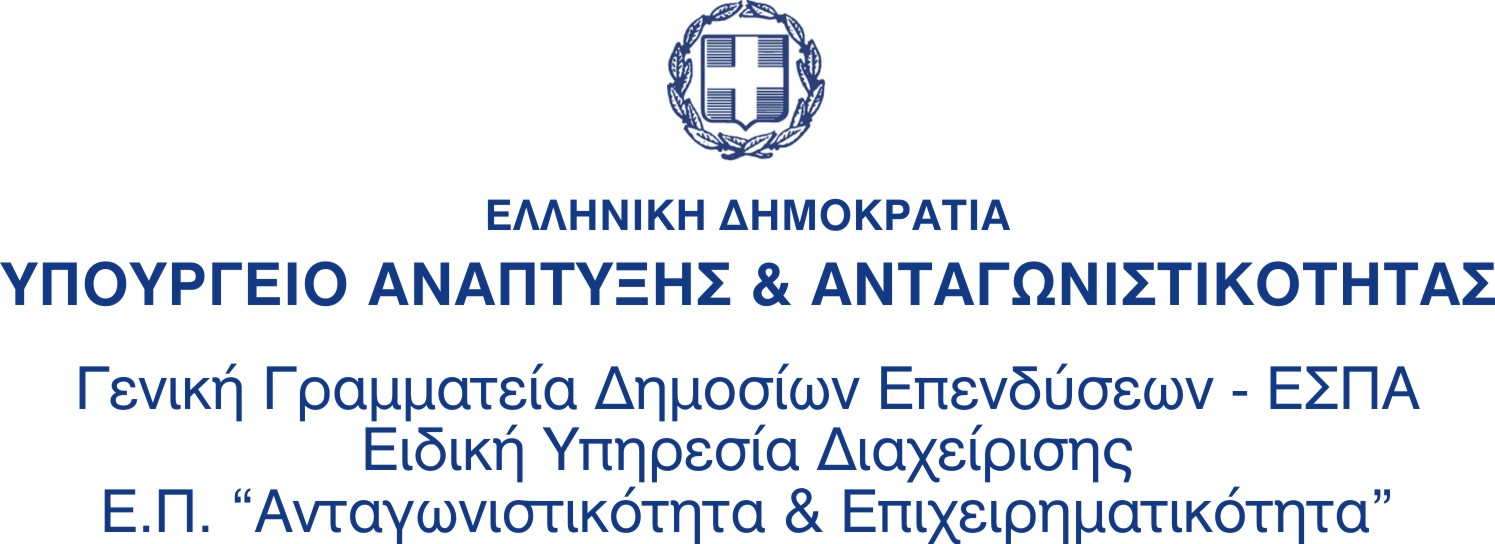 ΕΛΛΗΝΙΚΗ ΔΗΜΟΚΡΑΤΙΑ
ΥΠΟΥΡΓΕΙΟ ΑΝΑΠΤΥΞΗΣ & ΑΝΤΑΓΩΝΙΣΤΙΚΟΤΗΤΑΣ
Γενική Γραμματεία Δημοσίων Επενδύσεων - ΕΣΠΑ
Ειδική Υπηρεσία Διαχείρισης
Ε.Π. “Ανταγωνιστικότητα & Επιχειρηματικότητα”